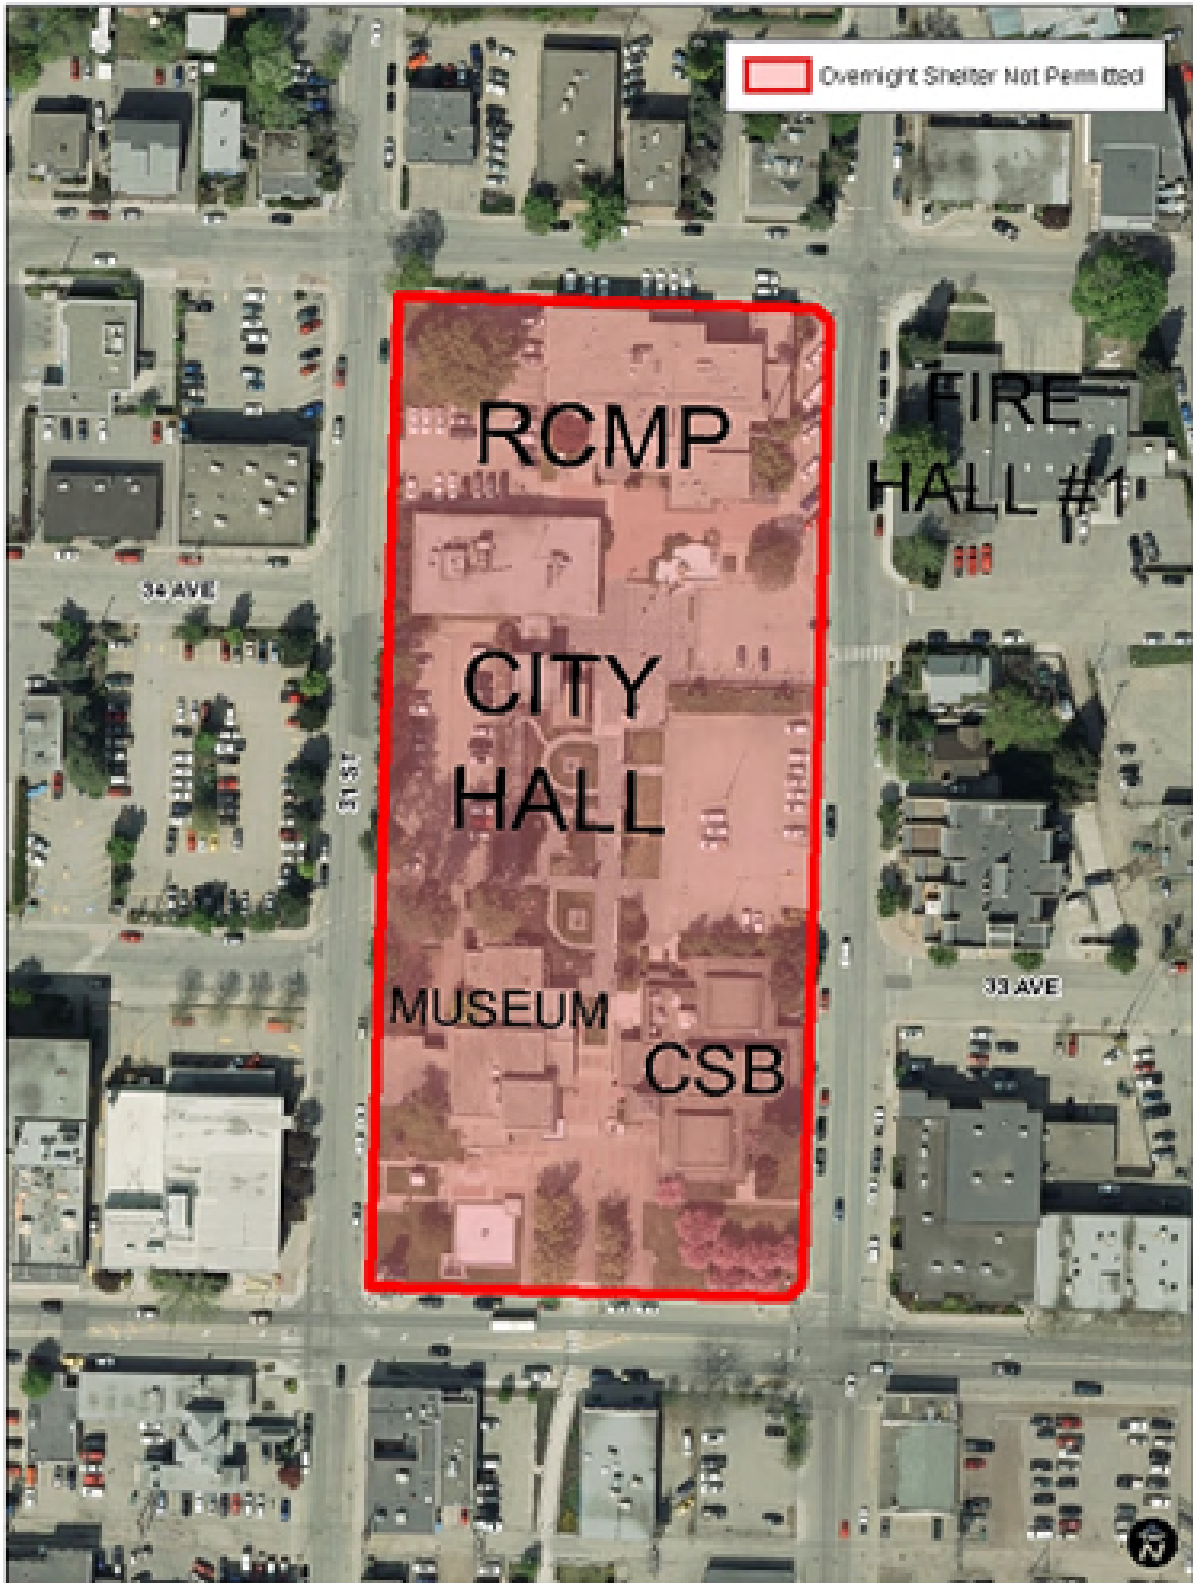 Overnight Shelter Not Permitted
RCMP
FIRE
HALL #1
34 AVE
CITY
HALL
31 ST
33 AVE
MUSEUM
CSB
N